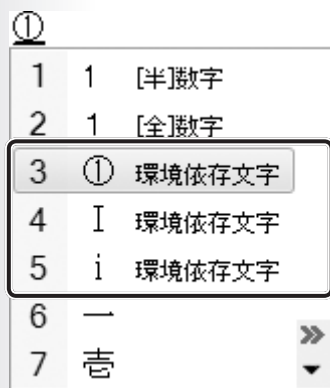 ①
1 1 [半]数字
2 1 [全]数字
3 ① 環境依存文字
4 Ⅰ 環境依存文字
5 ⅰ 環境依存文字
6 一
7 壱